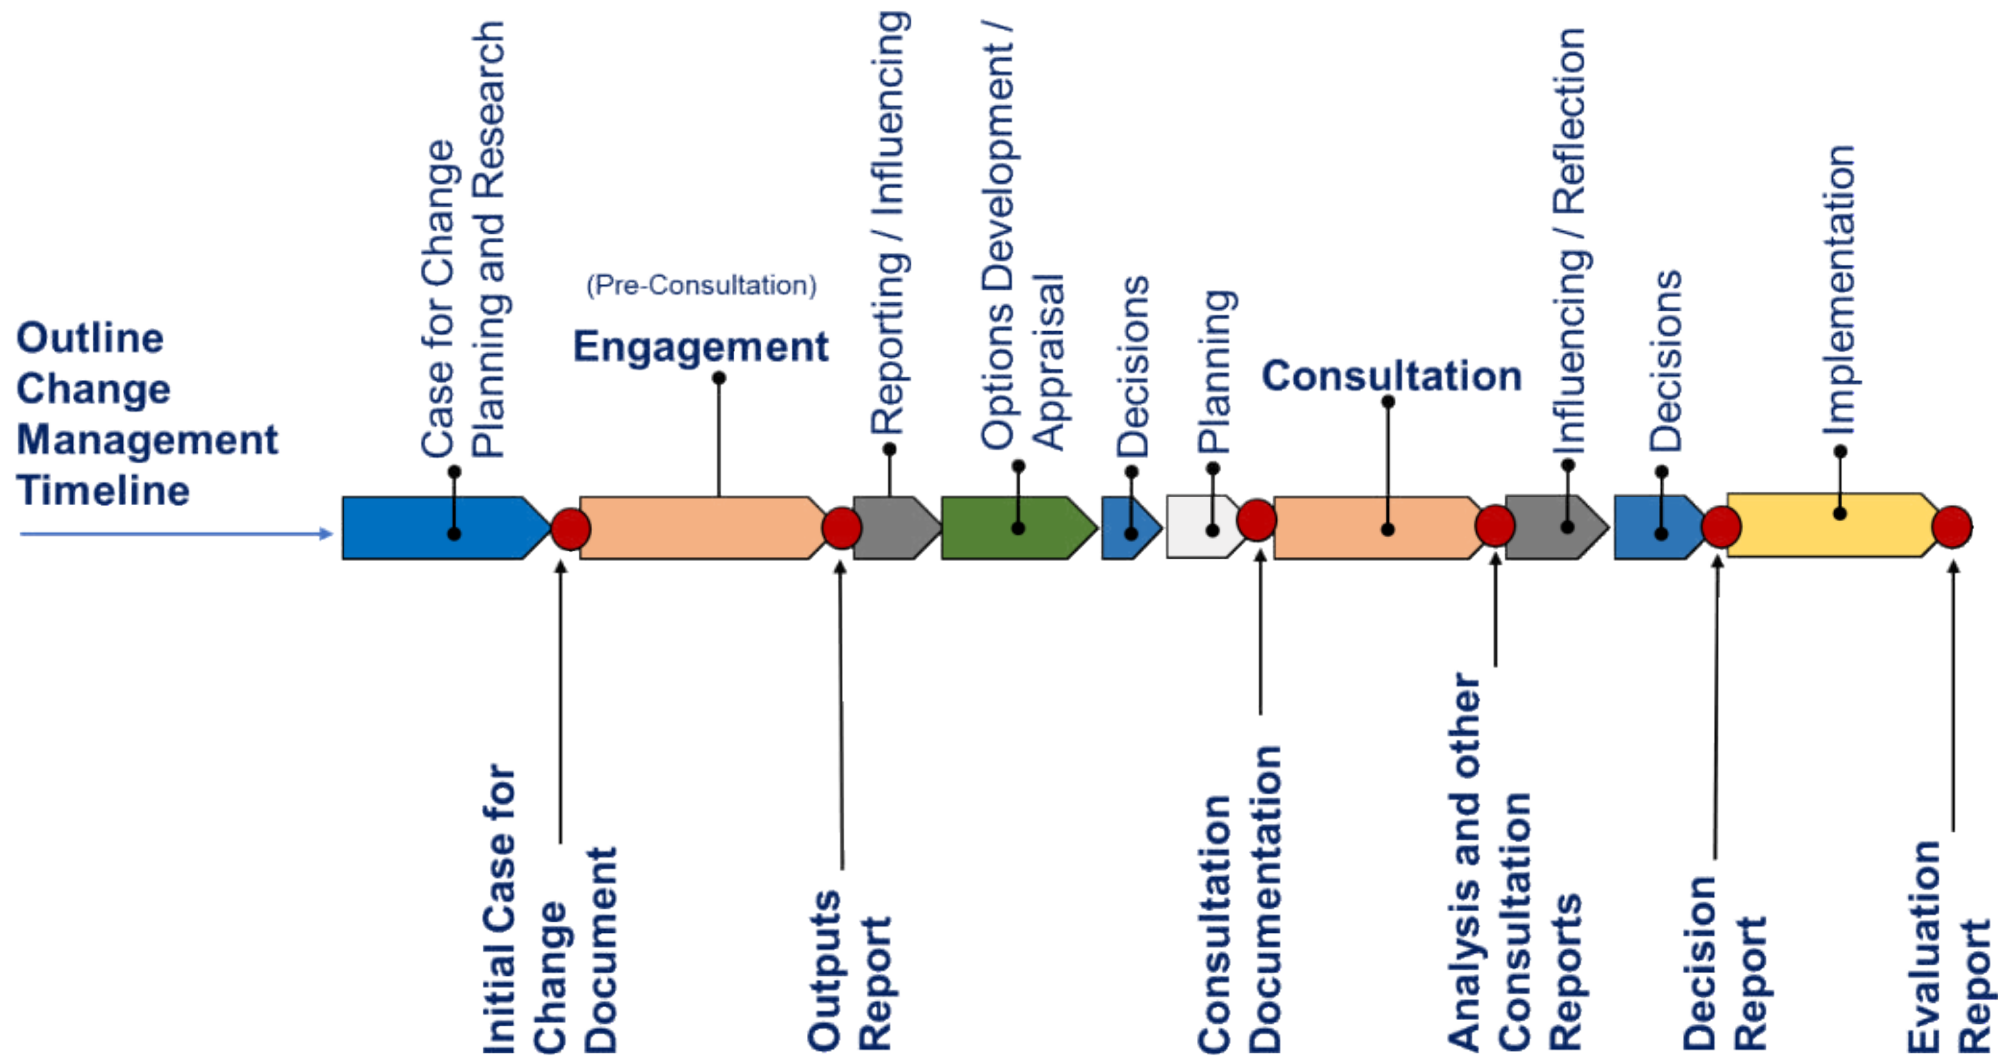 Outline
Change
Management
Timeline
Case for Change
Planning and Research
(Pre-Consultation)
Engagement
Reporting / Influencing
Options Development /
Appraisal
Decisions
Planning
Consultation
Influencing / Reflection
Decisions
Implementation
Initial Case for
Change
Document
Outputs
Report
Consultation
Documentation
Analysis and other
Consultation
Reports
Decision
Report
Evaluation
Report